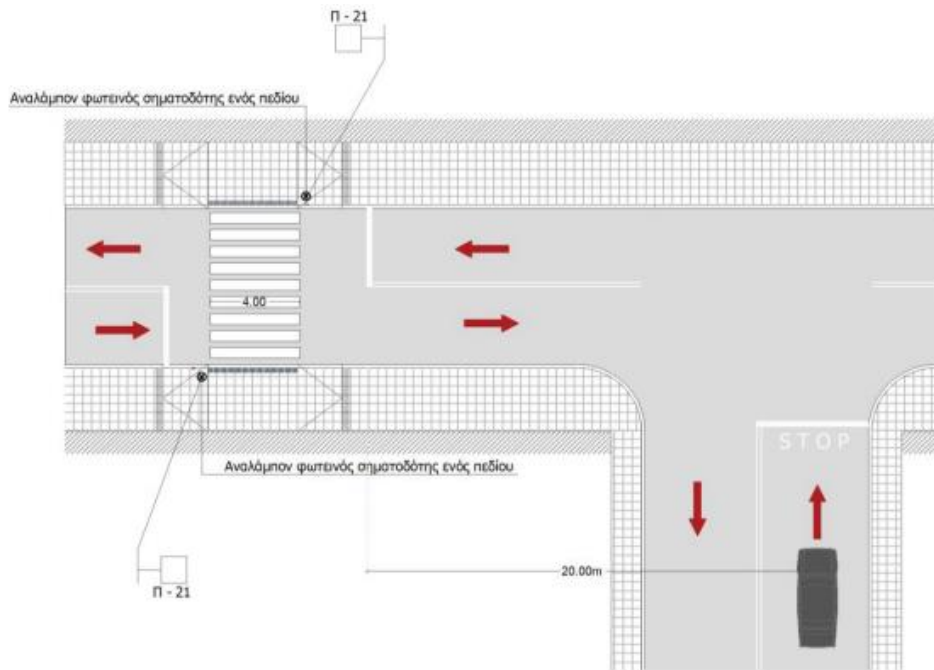 Π - 21
Αναλάμπον φωτεινός σηματοδότης ενός πεδίου
4.00
STOP
Αναλάμπον φωτεινός σηματοδότης ενός πεδίου
20.00m
Π - 21